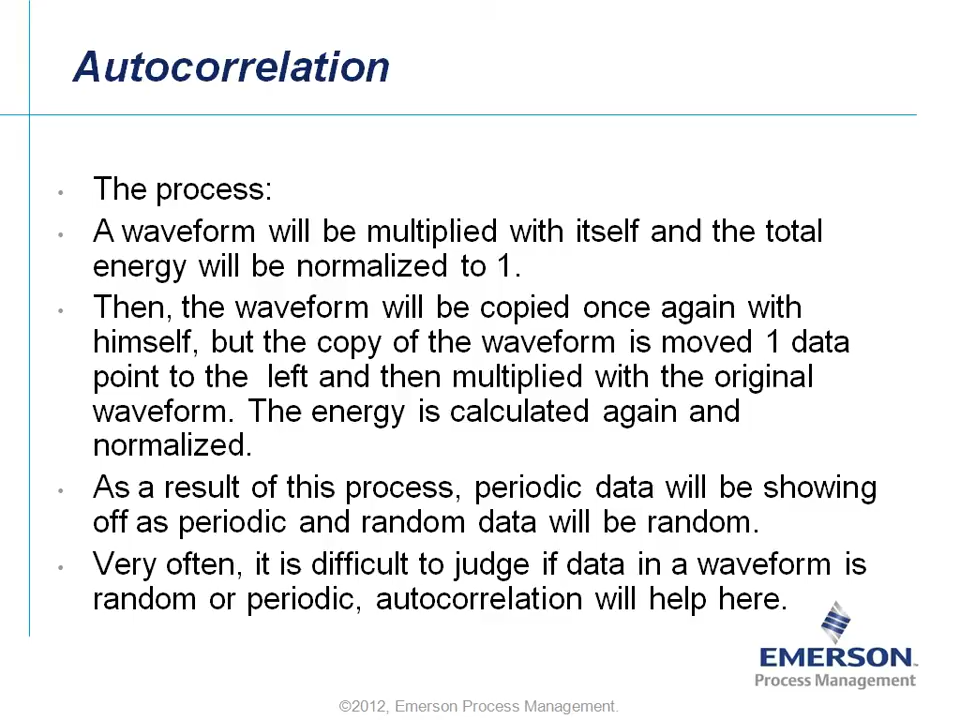 Autocorrelation
The process:
A waveform will be multiplied with itself and the total
energy will be normalized to 1.
Then, the waveform will be copied once again with
himself, but the copy of the waveform is moved 1 data
point to the left and then multiplied with the original
waveform. The energy is calculated again and
normalized.
As a result of this process, periodic data will be showing
off as periodic and random data will be random.
Very often, it is difficult to judge if data in a waveform is
random or periodic, autocorrelation will help here.
EMERSON™
Process Management
©2012, Emerson Process Management.